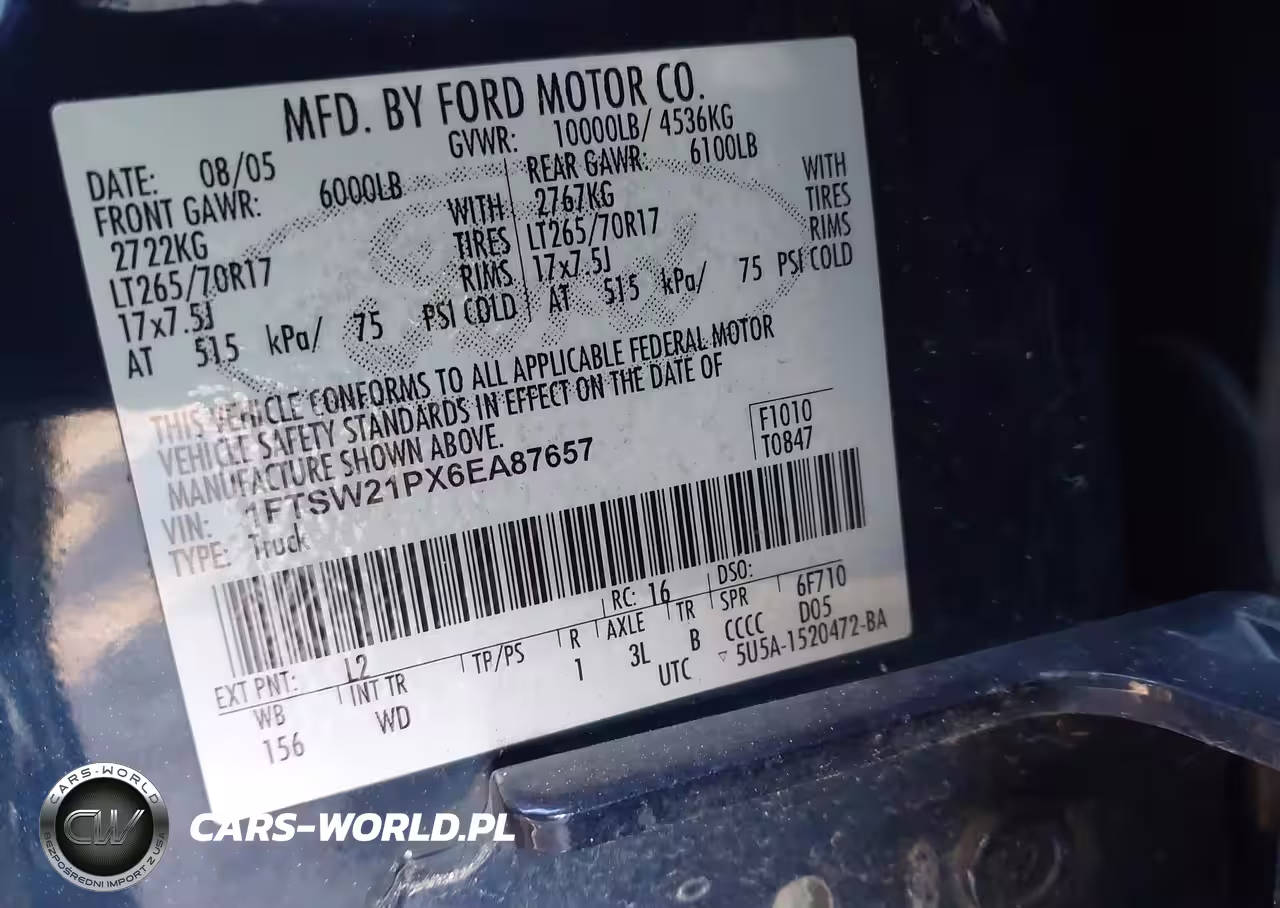 MFD. BY FORD MOTOR CO.
DATE: 08/05 GVWR: 10000LB/ 4536KG
FRONT GAWR: 6000LB REAR GAWR: 6100LB
2722KG WITH 2767KG WITH
LT265/70R17 TIRES LT265/70R17 TIRES
17x7.5J RIMS 17x7.5J RIMS
AT 515 kPa/ 75 PSI COLD AT 515 kPa/ 75 PSI COLD
THIS VEHICLE CONFORMS TO ALL APPLICABLE FEDERAL MOTOR
VEHICLE SAFETY STANDARDS IN EFFECT ON THE DATE OF
MANUFACTURE SHOWN ABOVE.
VIN: 1FTSW21PX6EA87657 F1010
TYPE: Truck T0847
EXT PNT: L2 RC: 16 DSO:
WB INT TR TP/PS R AXLE TR SPR 6F710
156 WD 1 3L B CCCC D05
UTC ▽ 5U5A-1520472-BA
CARS-WORLD
CW
BEZPOŚREDNI IMPORT Z USA
CARS-WORLD.PL